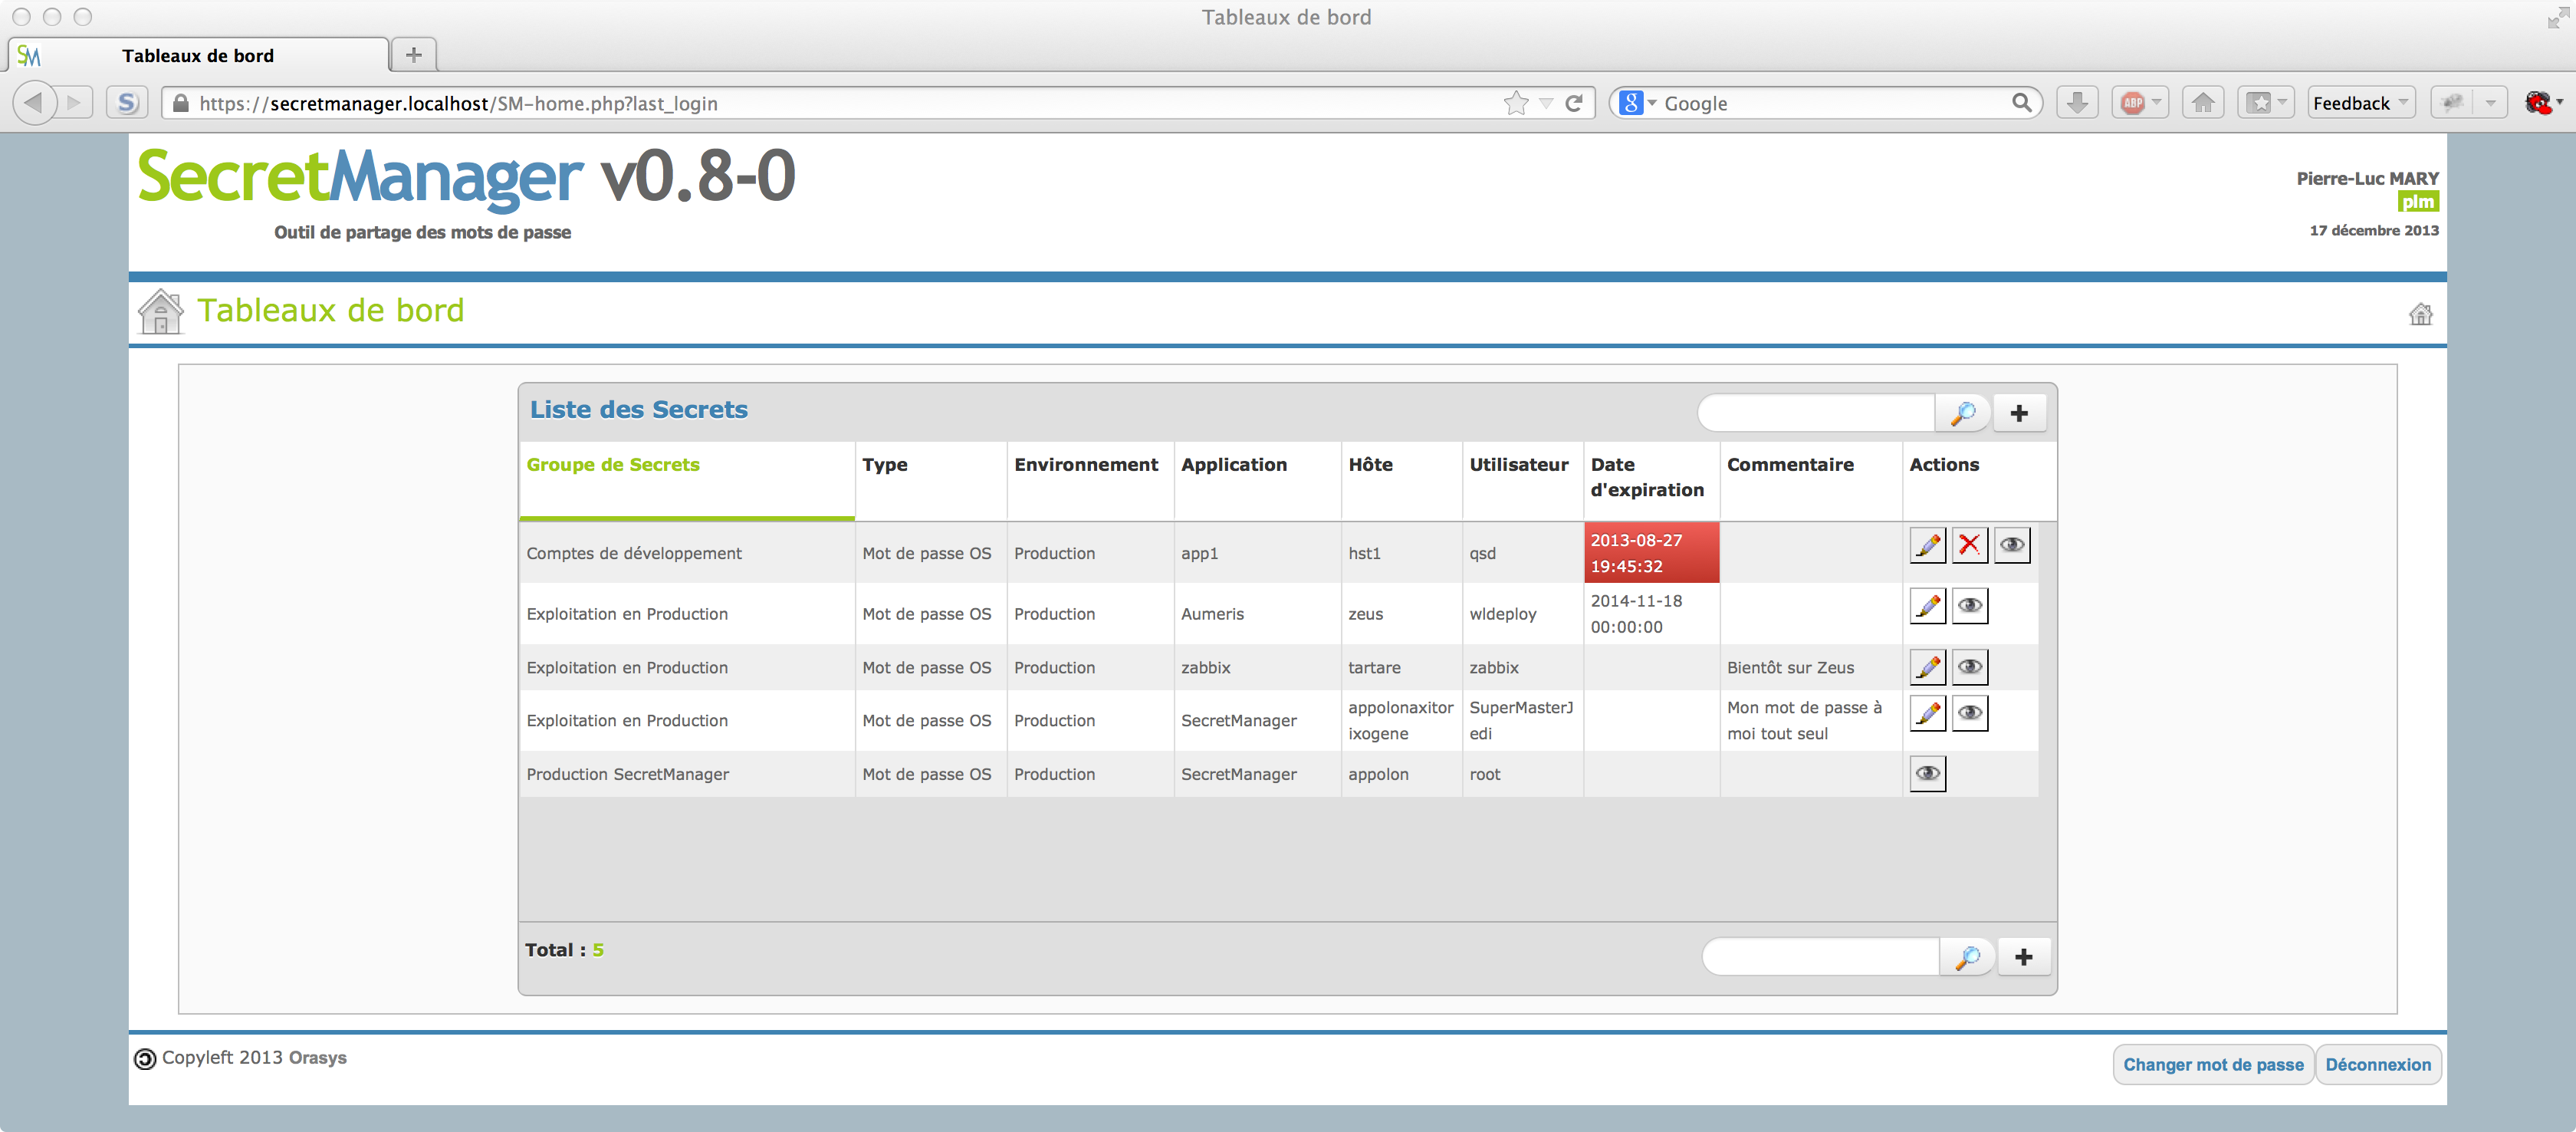 Tableaux de bord
SM Tableaux de bord +
S https://secretmanager.localhost/SM-home.php?last_login 8 Google ABP Feedback
SecretManager v0.8-0
Outil de partage des mots de passe
Pierre-Luc MARY
plm
17 décembre 2013
Tableaux de bord
Liste des Secrets
Groupe de Secrets Type Environnement Application Hôte Utilisateur Date d'expiration Commentaire Actions
Comptes de développement Mot de passe OS Production app1 hst1 qsd 2013-08-27 19:45:32
Exploitation en Production Mot de passe OS Production Aumeris zeus wldeploy 2014-11-18 00:00:00
Exploitation en Production Mot de passe OS Production zabbix tartare zabbix Bientôt sur Zeus
Exploitation en Production Mot de passe OS Production SecretManager appolonaxitorixogene SuperMasterJedi Mon mot de passe à moi tout seul
Production SecretManager Mot de passe OS Production SecretManager appolon root
Total : 5
Copyleft 2013 Orasys
Changer mot de passe Déconnexion